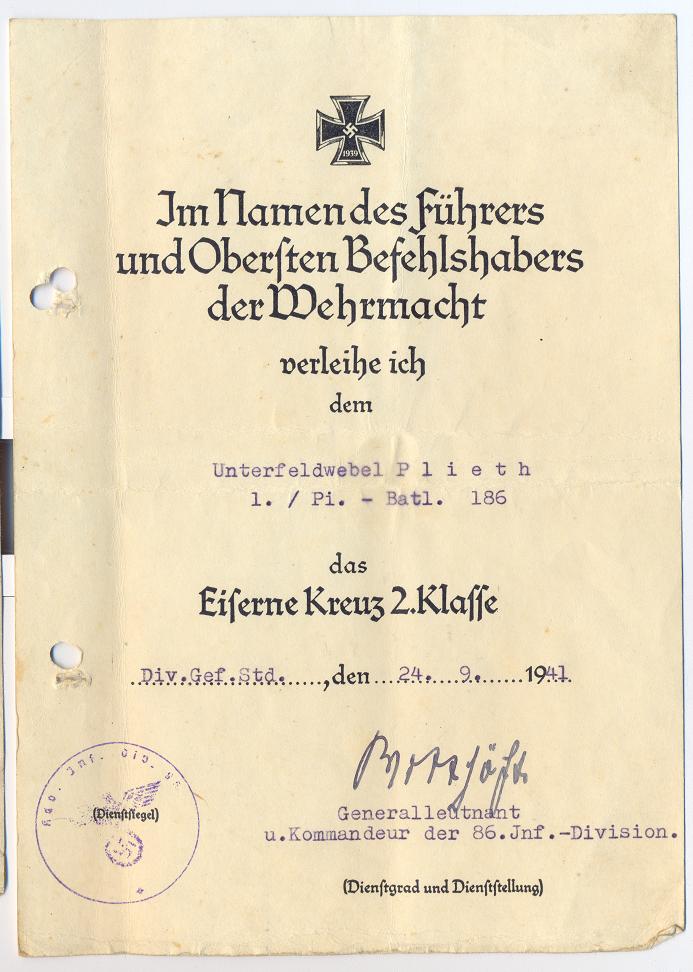 1939
Im Namen des Führers
und Oberſten Befehlshabers
der Wehrmacht
verleihe ich
dem
Unterfeldwebel P l i e t h
1. / Pi. - Batl. 186
das
Eiſerne Kreuz 2.Klaſſe
Div.Gef.Std. , den 24. 9. 1941
Generalleutnant
u.Kommandeur der 86.Jnf.-Division.
(Dienſtgrad und Dienſtſtellung)
Jnf. Div.
(Dienſtſiegel)